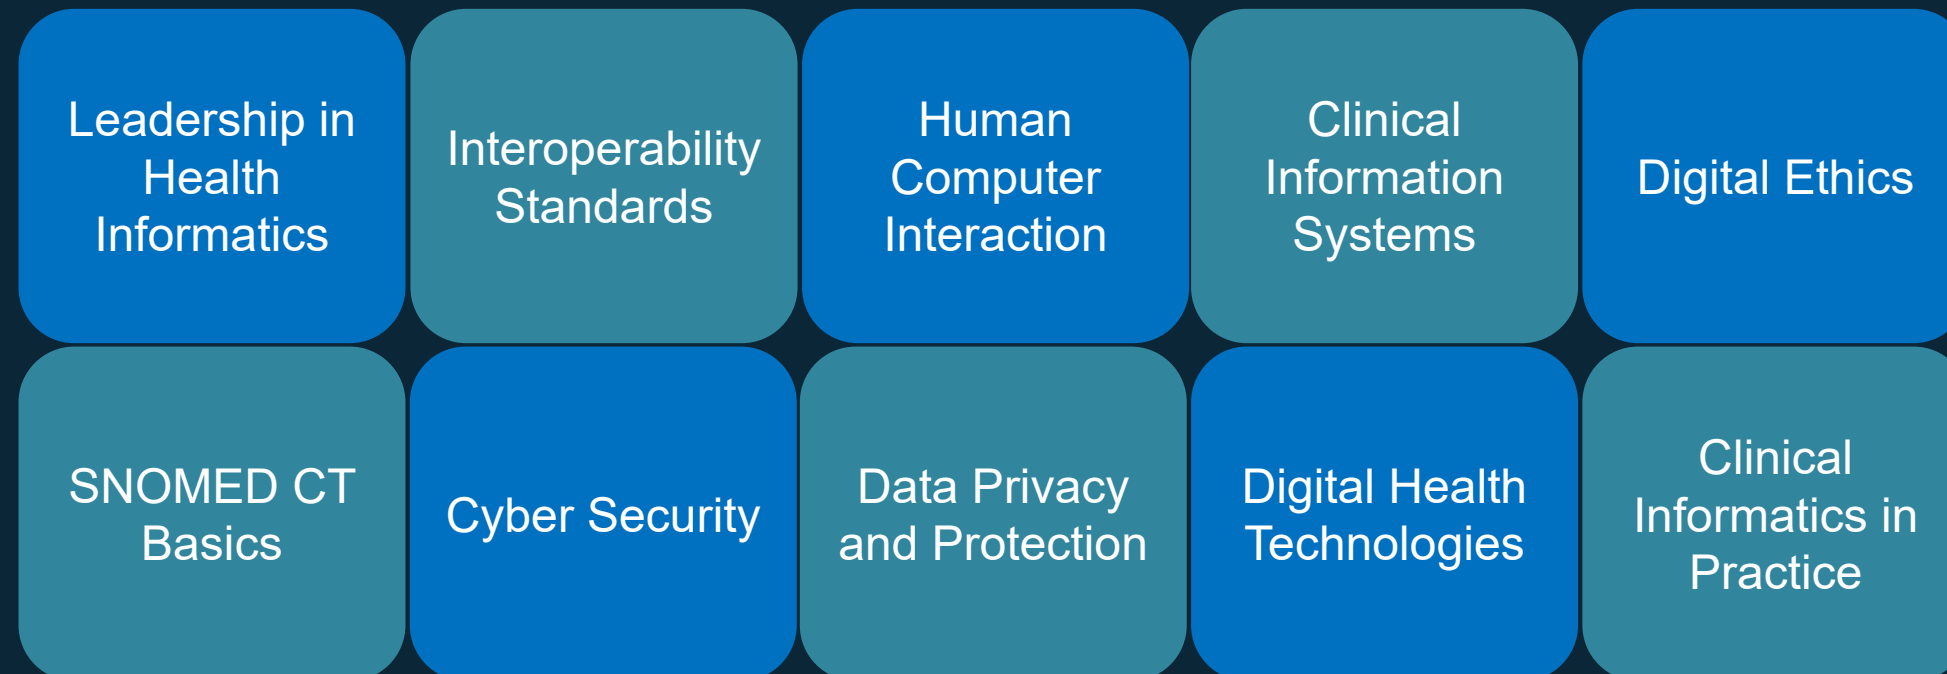 Leadership in
Health
Informatics
Interoperability
Standards
Human
Computer
Interaction
Clinical
Information
Systems
Digital Ethics
SNOMED CT
Basics
Cyber Security
Data Privacy
and Protection
Digital Health
Technologies
Clinical
Informatics in
Practice